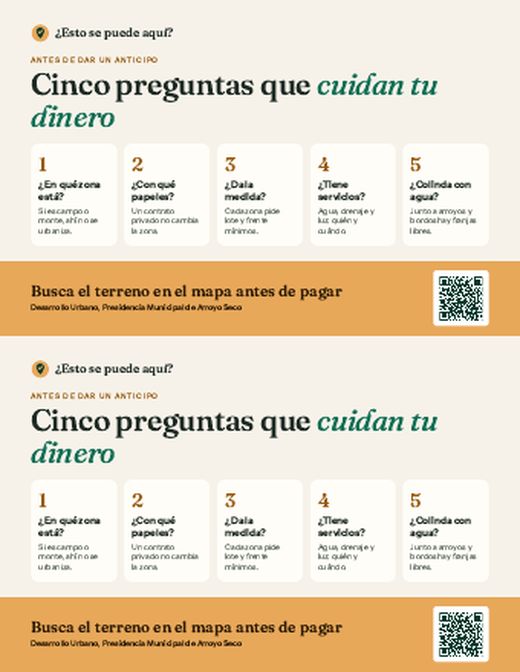 ¿Esto se puede aquí?
ANTES DE DAR UN ANTICIPO
Cinco preguntas que cuidan tu
dinero
1
¿En qué zona
está?
Si es campo o
monte, ahí no se
urbaniza.
2
¿Con qué
papeles?
Un contrato
privado no cambia
la zona.
3
¿Da la
medida?
Cada zona pide
lote y frente
mínimos.
4
¿Tiene
servicios?
Agua, drenaje y
luz: quién y
cuándo.
5
¿Colinda con
agua?
Junto a arroyos y
bordos hay franjas
libres.
Busca el terreno en el mapa antes de pagar
Desarrollo Urbano, Presidencia Municipal de Arroyo Seco
¿Esto se puede aquí?
ANTES DE DAR UN ANTICIPO
Cinco preguntas que cuidan tu
dinero
1
¿En qué zona
está?
Si es campo o
monte, ahí no se
urbaniza.
2
¿Con qué
papeles?
Un contrato
privado no cambia
la zona.
3
¿Da la
medida?
Cada zona pide
lote y frente
mínimos.
4
¿Tiene
servicios?
Agua, drenaje y
luz: quién y
cuándo.
5
¿Colinda con
agua?
Junto a arroyos y
bordos hay franjas
libres.
Busca el terreno en el mapa antes de pagar
Desarrollo Urbano, Presidencia Municipal de Arroyo Seco